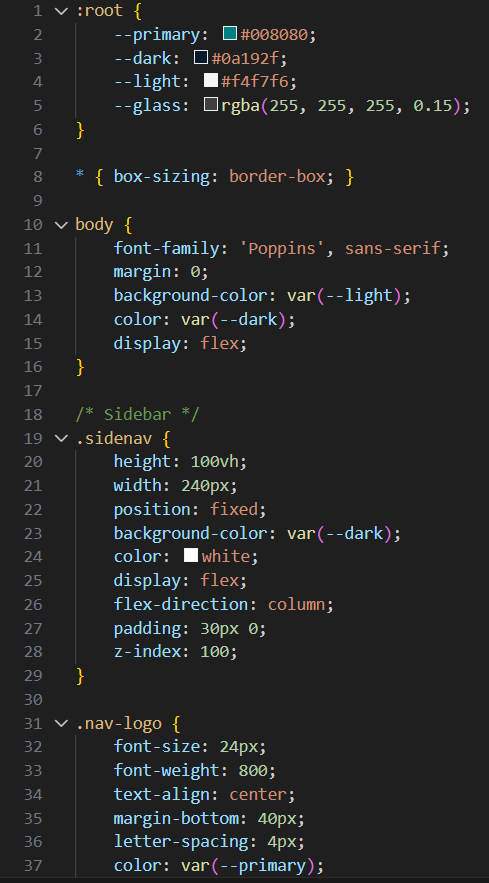 1 :root {
2 --primary: #008080;
3 --dark: #0a192f;
4 --light: #f4f7f6;
5 --glass: rgba(255, 255, 255, 0.15);
6 }
7
8 * { box-sizing: border-box; }
9
10 body {
11 font-family: 'Poppins', sans-serif;
12 margin: 0;
13 background-color: var(--light);
14 color: var(--dark);
15 display: flex;
16 }
17
18 /* Sidebar */
19 .sidenav {
20 height: 100vh;
21 width: 240px;
22 position: fixed;
23 background-color: var(--dark);
24 color: white;
25 display: flex;
26 flex-direction: column;
27 padding: 30px 0;
28 z-index: 100;
29 }
30
31 .nav-logo {
32 font-size: 24px;
33 font-weight: 800;
34 text-align: center;
35 margin-bottom: 40px;
36 letter-spacing: 4px;
37 color: var(--primary);